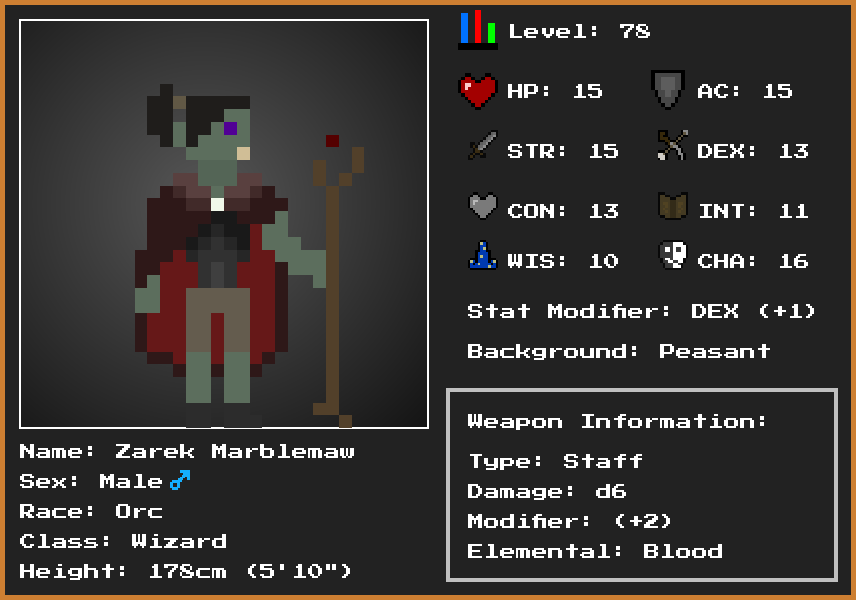 Level: 78
HP: 15
AC: 15
STR: 15
DEX: 13
CON: 13
INT: 11
WIS: 10
CHA: 16
Stat Modifier: DEX (+1)
Background: Peasant
Weapon Information:
Type: Staff
Damage: d6
Modifier: (+2)
Elemental: Blood
Name: Zarek Marblemaw
Sex: Male ♂
Race: Orc
Class: Wizard
Height: 178cm (5'10")